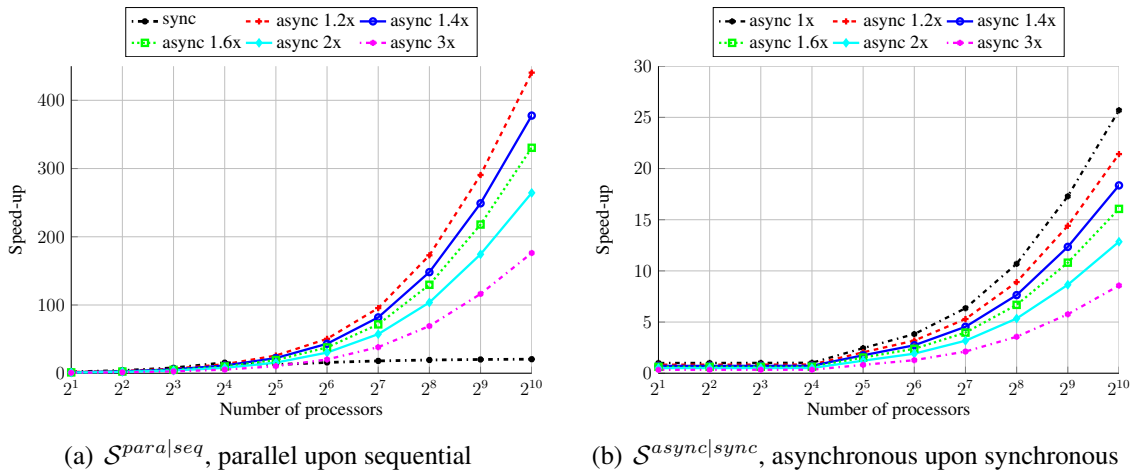 sync async 1.2x async 1.4x
async 1.6x async 2x async 3x
400
300
200
100
0
Speed-up
2^1 2^2 2^3 2^4 2^5 2^6 2^7 2^8 2^9 2^10
Number of processors
(a) S^{para|seq}, parallel upon sequential
async 1x async 1.2x async 1.4x
async 1.6x async 2x async 3x
30
25
20
15
10
5
0
Speed-up
2^1 2^2 2^3 2^4 2^5 2^6 2^7 2^8 2^9 2^10
Number of processors
(b) S^{async|sync}, asynchronous upon synchronous